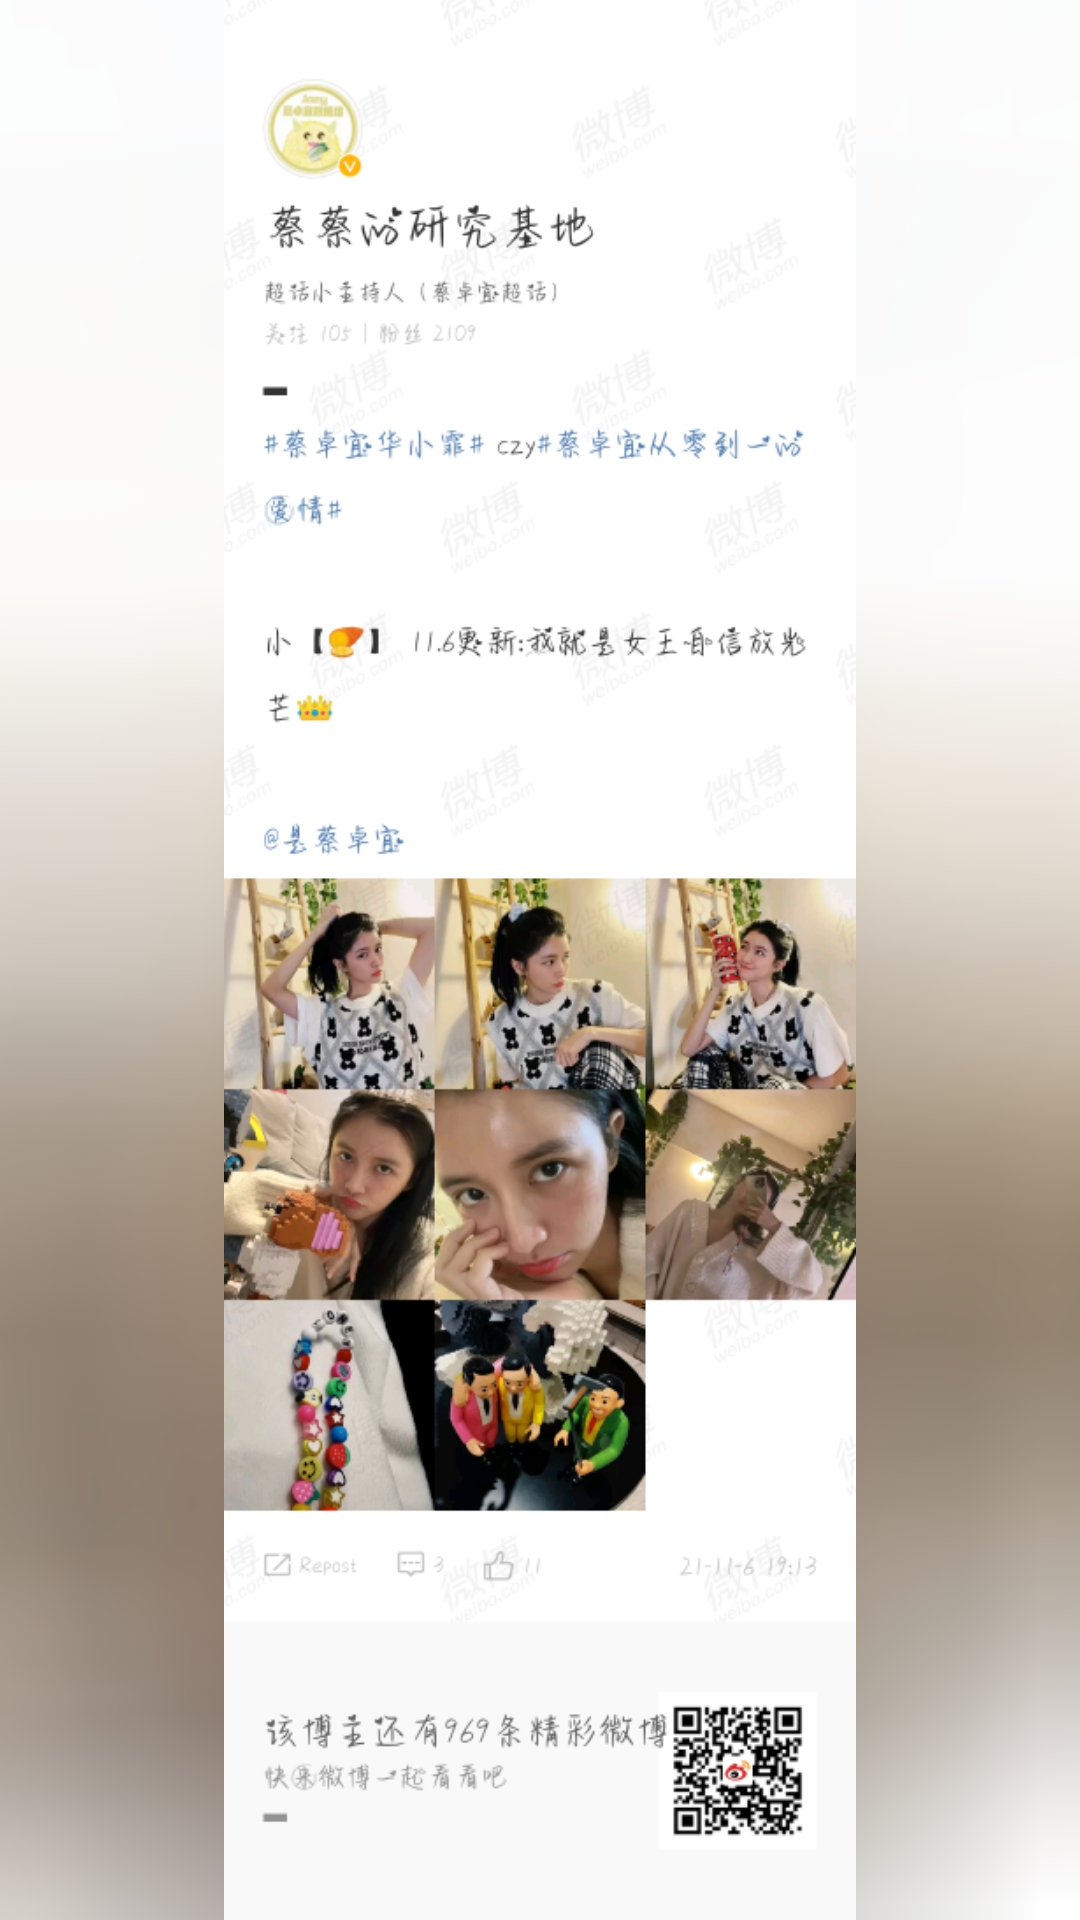 蔡蔡的研究基地
超话小主持人（蔡卓宜超话）
关注 105 | 粉丝 2109
#蔡卓宜华小霏# czy#蔡卓宜从零到一的
爱情#
小【】 11.6更新:我就是女王自信放光
芒
@是蔡卓宜
Repost 3 11 21-11-6 19:13
该博主还有969条精彩微博
快来微博一起看看吧
微博
weibo.com